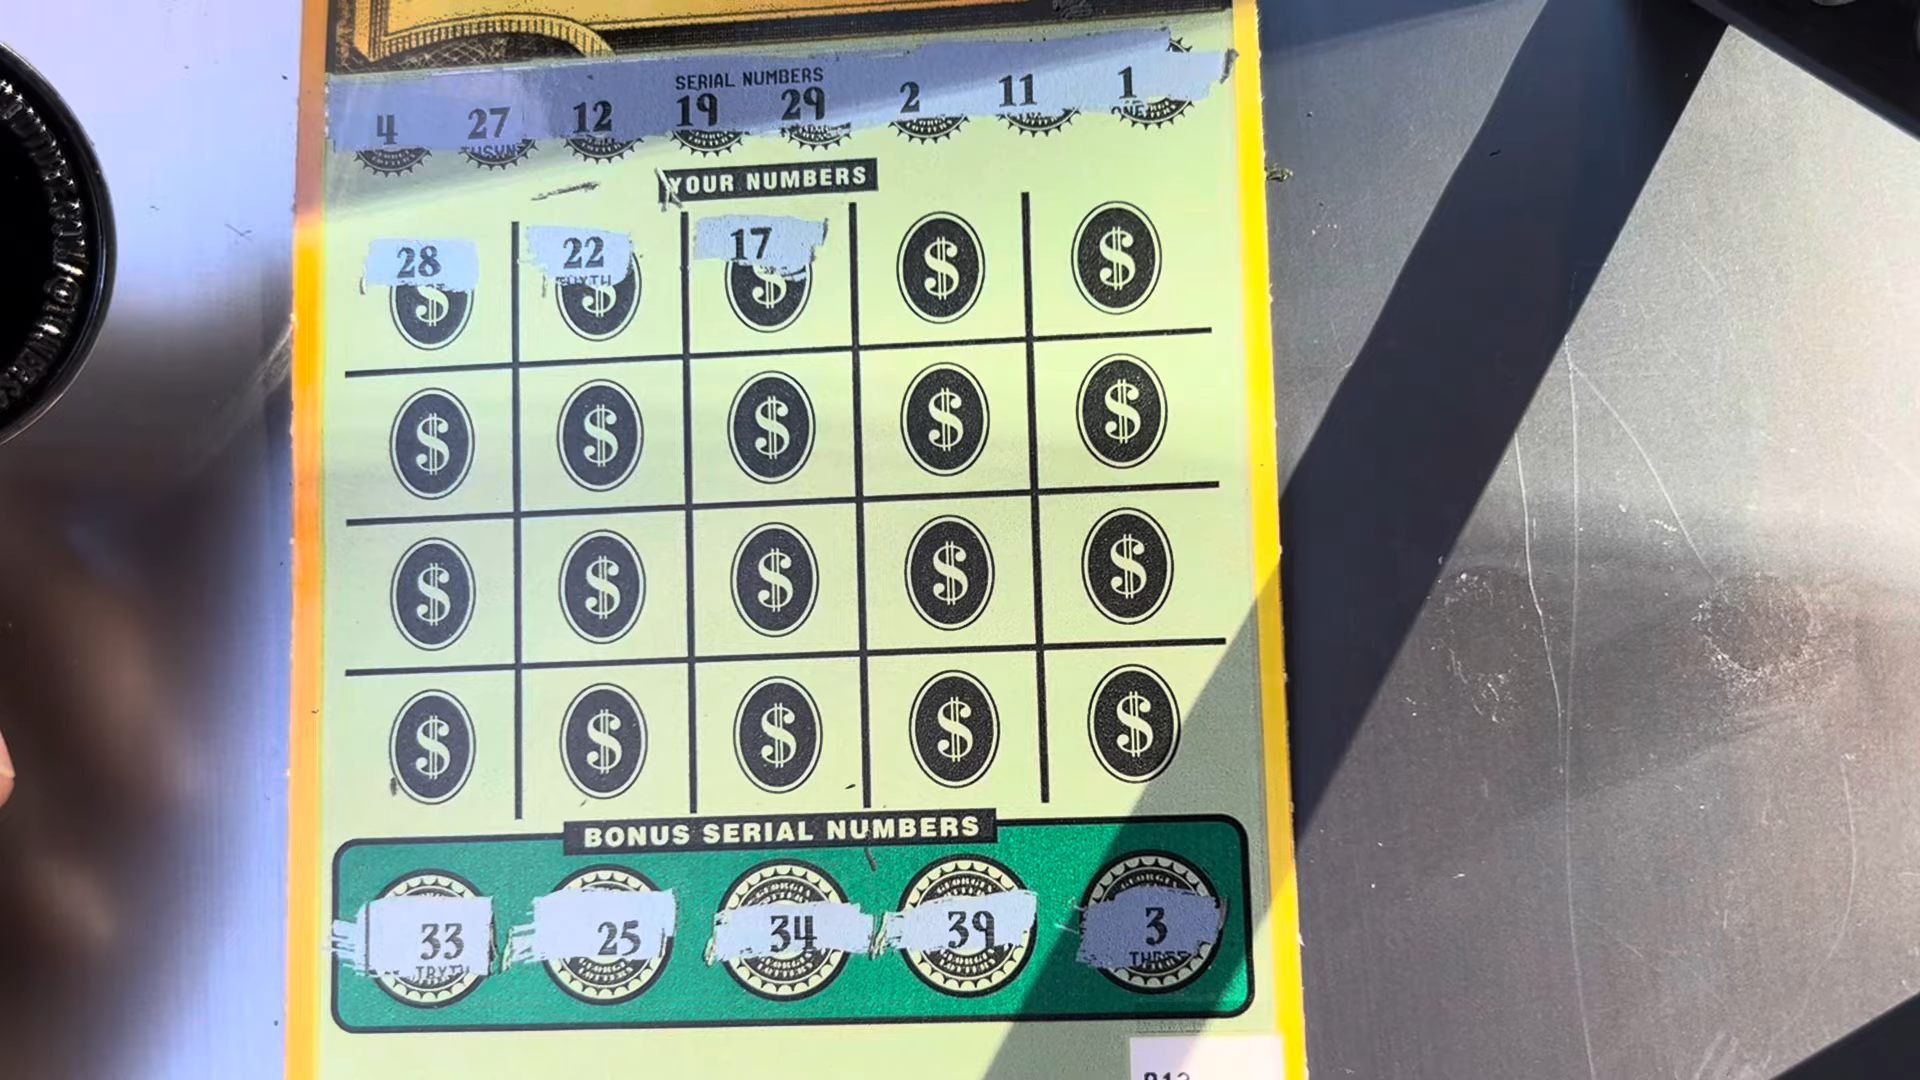 SERIAL NUMBERS
4 27 12 19 29 2 11 1
YOUR NUMBERS
28 22 17 $ $
$ $ $ $ $
$ $ $ $ $
$ $ $ $ $
BONUS SERIAL NUMBERS
33 25 34 39 3